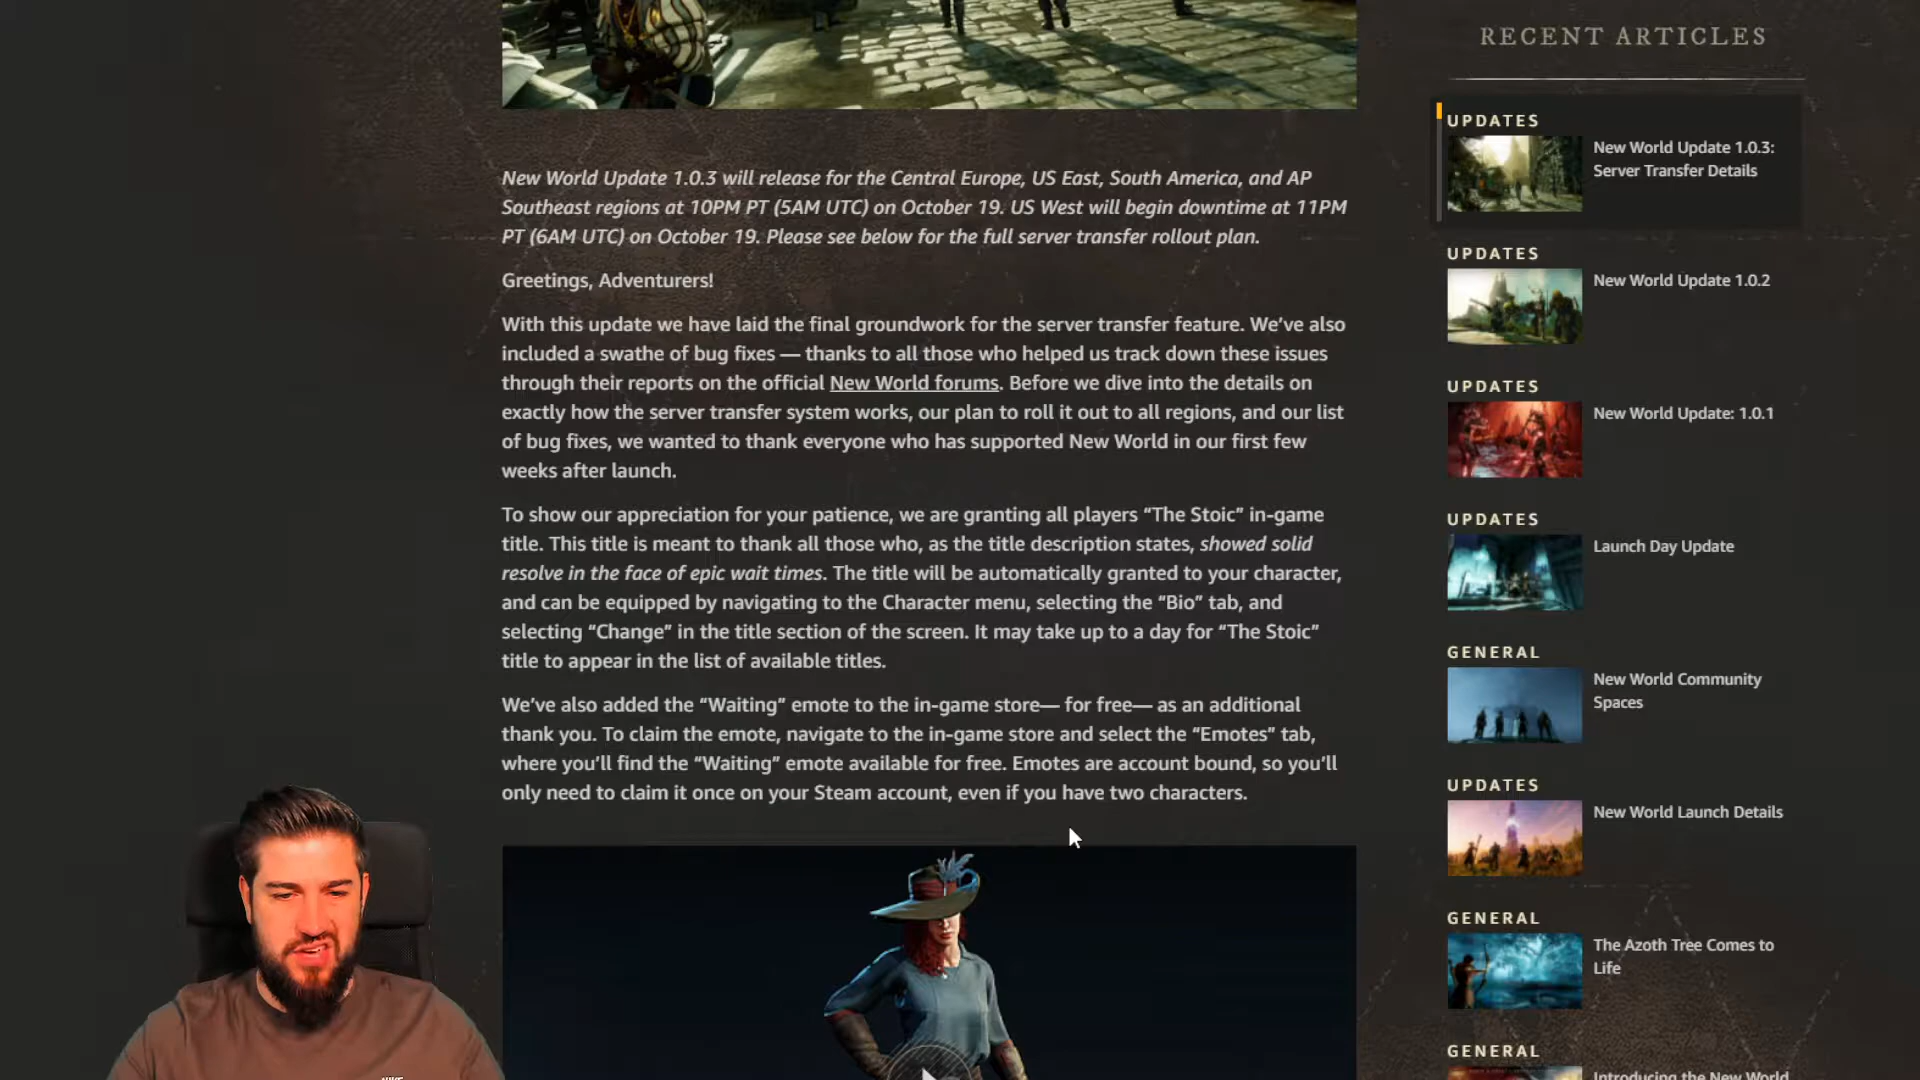 New World Update 1.0.3 will release for the Central Europe, US East, South America, and AP
Southeast regions at 10PM PT (5AM UTC) on October 19. US West will begin downtime at 11PM
PT (6AM UTC) on October 19. Please see below for the full server transfer rollout plan.
Greetings, Adventurers!
With this update we have laid the final groundwork for the server transfer feature. We’ve also
included a swathe of bug fixes — thanks to all those who helped us track down these issues
through their reports on the official New World forums. Before we dive into the details on
exactly how the server transfer system works, our plan to roll it out to all regions, and our list
of bug fixes, we wanted to thank everyone who has supported New World in our first few
weeks after launch.
To show our appreciation for your patience, we are granting all players “The Stoic” in-game
title. This title is meant to thank all those who, as the title description states, showed solid
resolve in the face of epic wait times. The title will be automatically granted to your character,
and can be equipped by navigating to the Character menu, selecting the “Bio” tab, and
selecting “Change” in the title section of the screen. It may take up to a day for “The Stoic”
title to appear in the list of available titles.
We’ve also added the “Waiting” emote to the in-game store— for free— as an additional
thank you. To claim the emote, navigate to the in-game store and select the “Emotes” tab,
where you’ll find the “Waiting” emote available for free. Emotes are account bound, so you’ll
only need to claim it once on your Steam account, even if you have two characters.
RECENT ARTICLES
UPDATES
New World Update 1.0.3:
Server Transfer Details
UPDATES
New World Update 1.0.2
UPDATES
New World Update: 1.0.1
UPDATES
Launch Day Update
GENERAL
New World Community
Spaces
UPDATES
New World Launch Details
GENERAL
The Azoth Tree Comes to
Life
GENERAL
Introducing the New World
NIKE